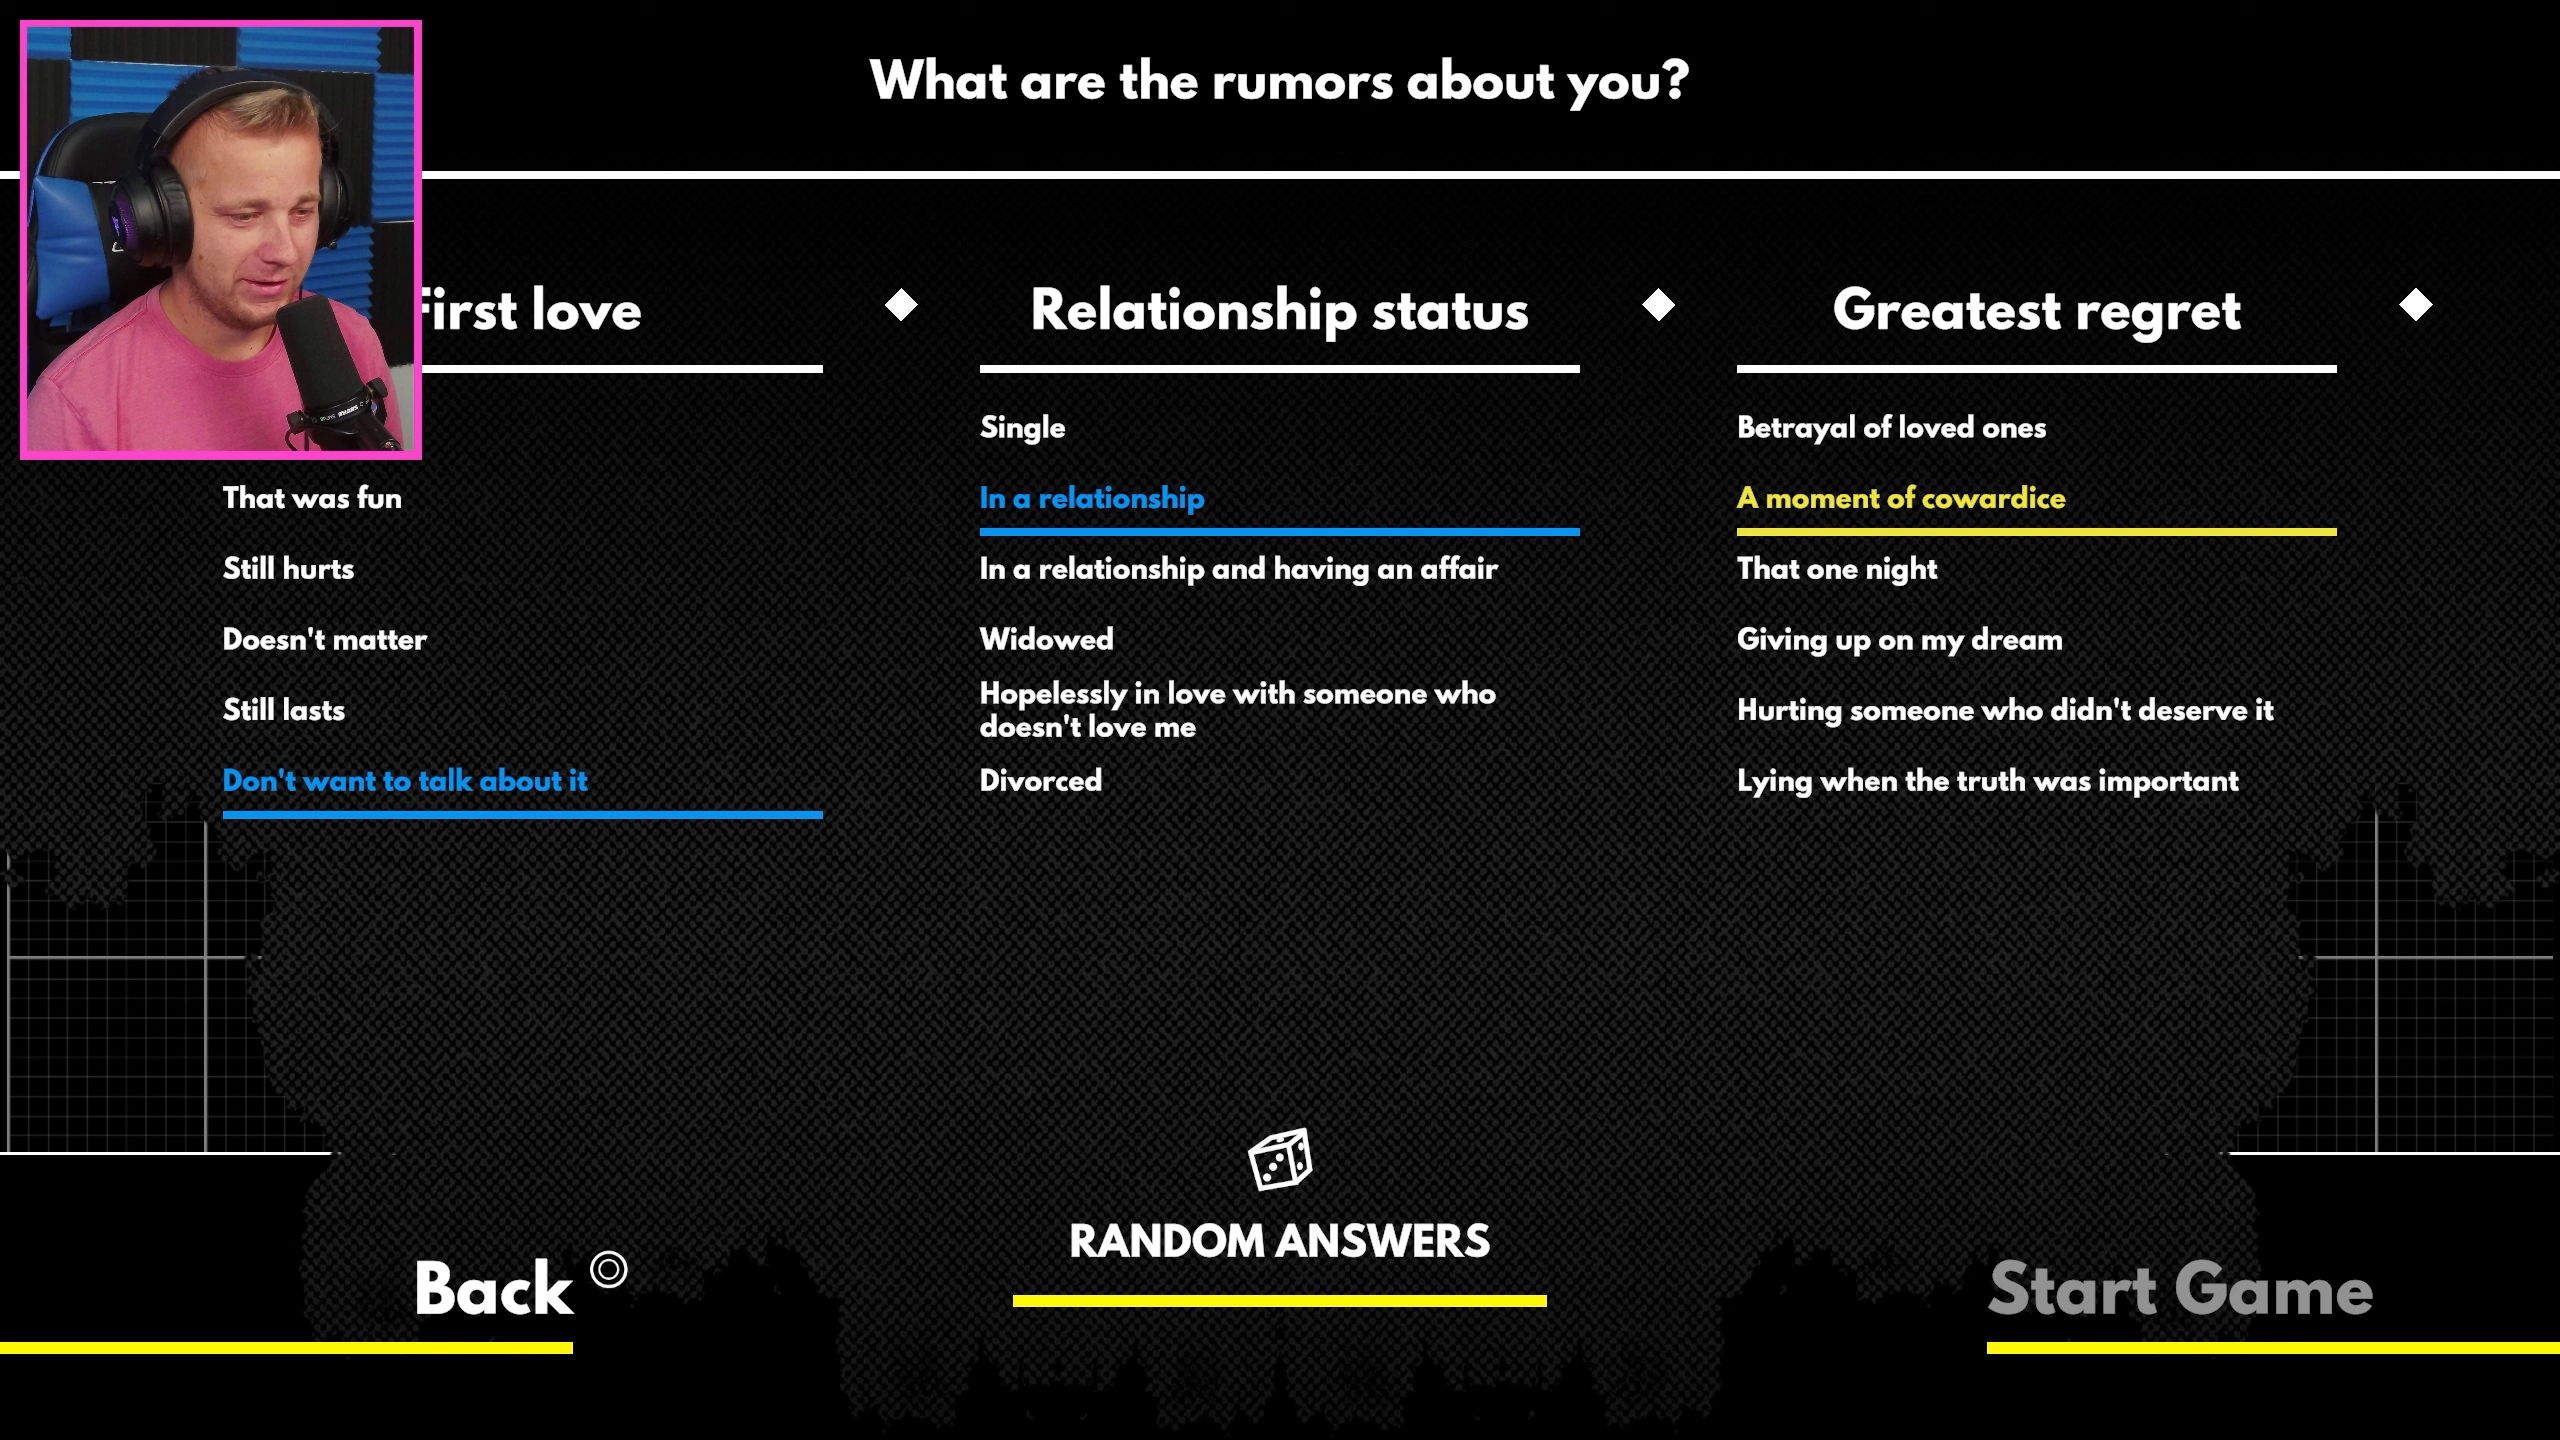 What are the rumors about you?
First love
Relationship status
Greatest regret
That was fun
Still hurts
Doesn't matter
Still lasts
Don't want to talk about it
Single
In a relationship
In a relationship and having an affair
Widowed
Hopelessly in love with someone who
doesn't love me
Divorced
Betrayal of loved ones
A moment of cowardice
That one night
Giving up on my dream
Hurting someone who didn't deserve it
Lying when the truth was important
RANDOM ANSWERS
Back
Start Game